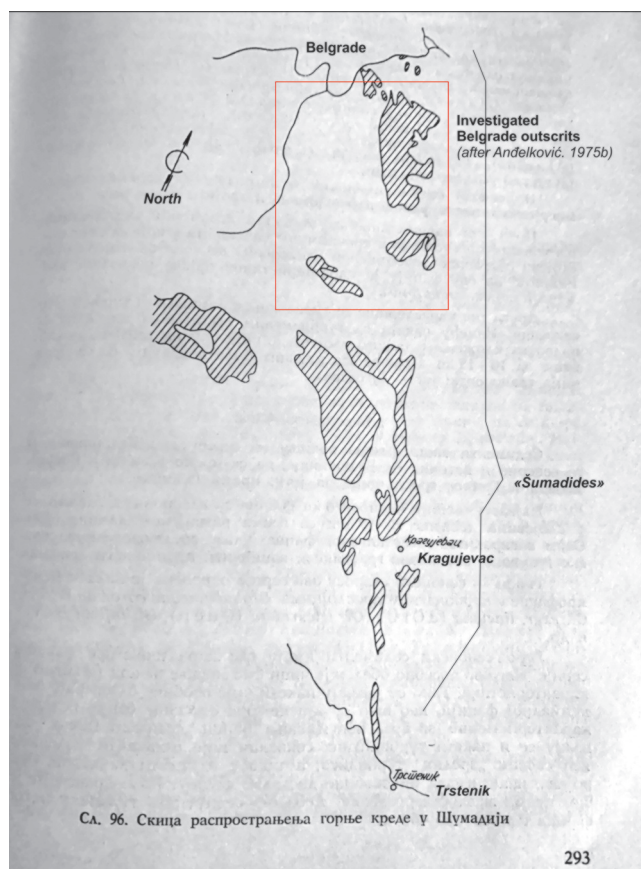 Belgrade
Investigated
Belgrade outscrits
(after Anđelković. 1975b)
North
«Šumadides»
Крагујевац
Kragujevac
Трстеник
Trstenik
Сл. 96. Скица распрострањења горње креде у Шумадији
293